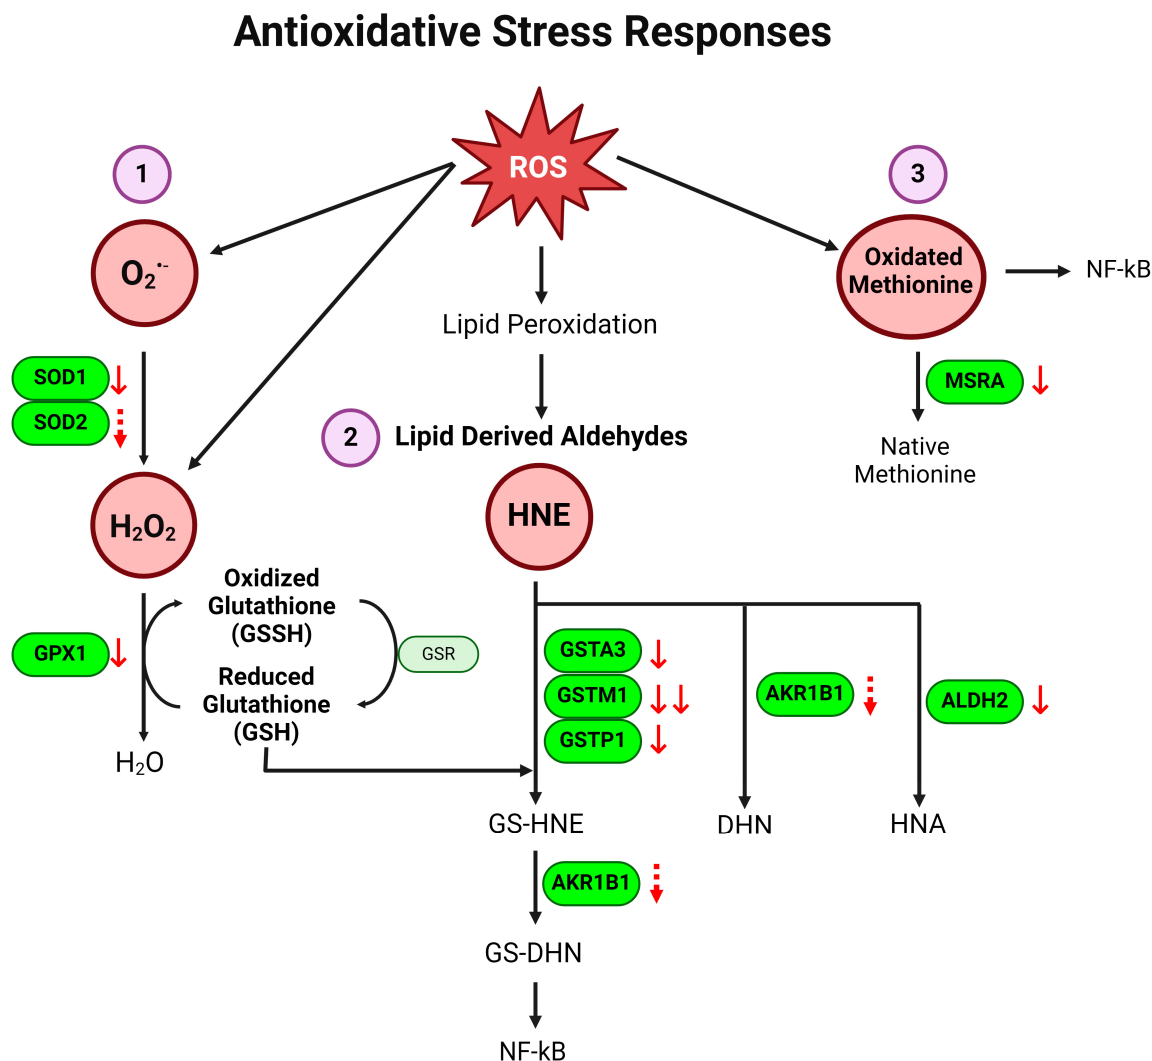 Antioxidative Stress Responses
ROS
1
O₂•-
SOD1
SOD2
H₂O₂
GPX1
H₂O
Oxidized
Glutathione
(GSSH)
GSR
Reduced
Glutathione
(GSH)
Lipid Peroxidation
2
Lipid Derived Aldehydes
HNE
GSTA3
GSTM1
GSTP1
GS-HNE
AKR1B1
GS-DHN
NF-kB
AKR1B1
DHN
ALDH2
HNA
3
Oxidated
Methionine
NF-kB
MSRA
Native
Methionine